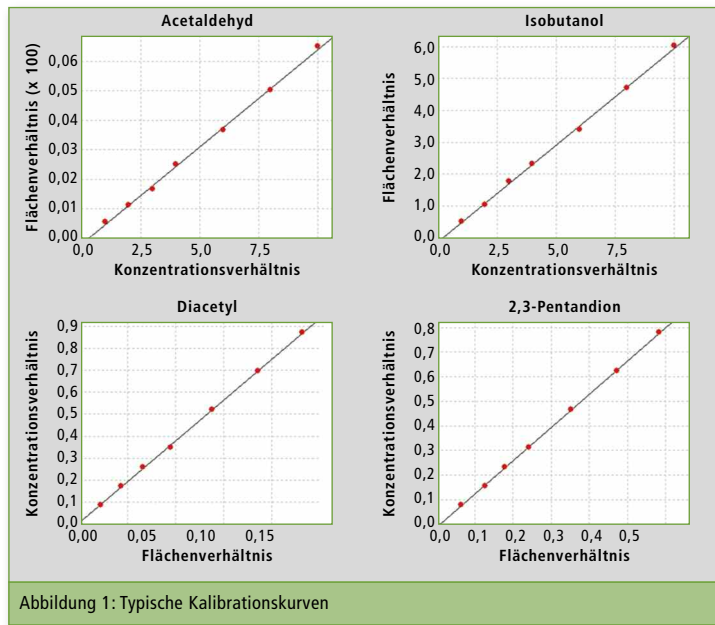 Acetaldehyd
Flächenverhältnis (x 100)
0,06
0,05
0,04
0,03
0,02
0,01
0,00
0,0 2,5 5,0 7,5
Konzentrationsverhältnis
Isobutanol
Flächenverhältnis
6,0
5,0
4,0
3,0
2,0
1,0
0,0
0,0 2,5 5,0 7,5
Konzentrationsverhältnis
Diacetyl
Konzentrationsverhältnis
0,9
0,8
0,7
0,5
0,4
0,3
0,2
0,1
0,0
0,00 0,05 0,10 0,15
Flächenverhältnis
2,3-Pentandion
Konzentrationsverhältnis
0,8
0,7
0,6
0,5
0,4
0,3
0,2
0,1
0,0
0,0 0,1 0,2 0,3 0,4 0,5
Flächenverhältnis
Abbildung 1: Typische Kalibrationskurven